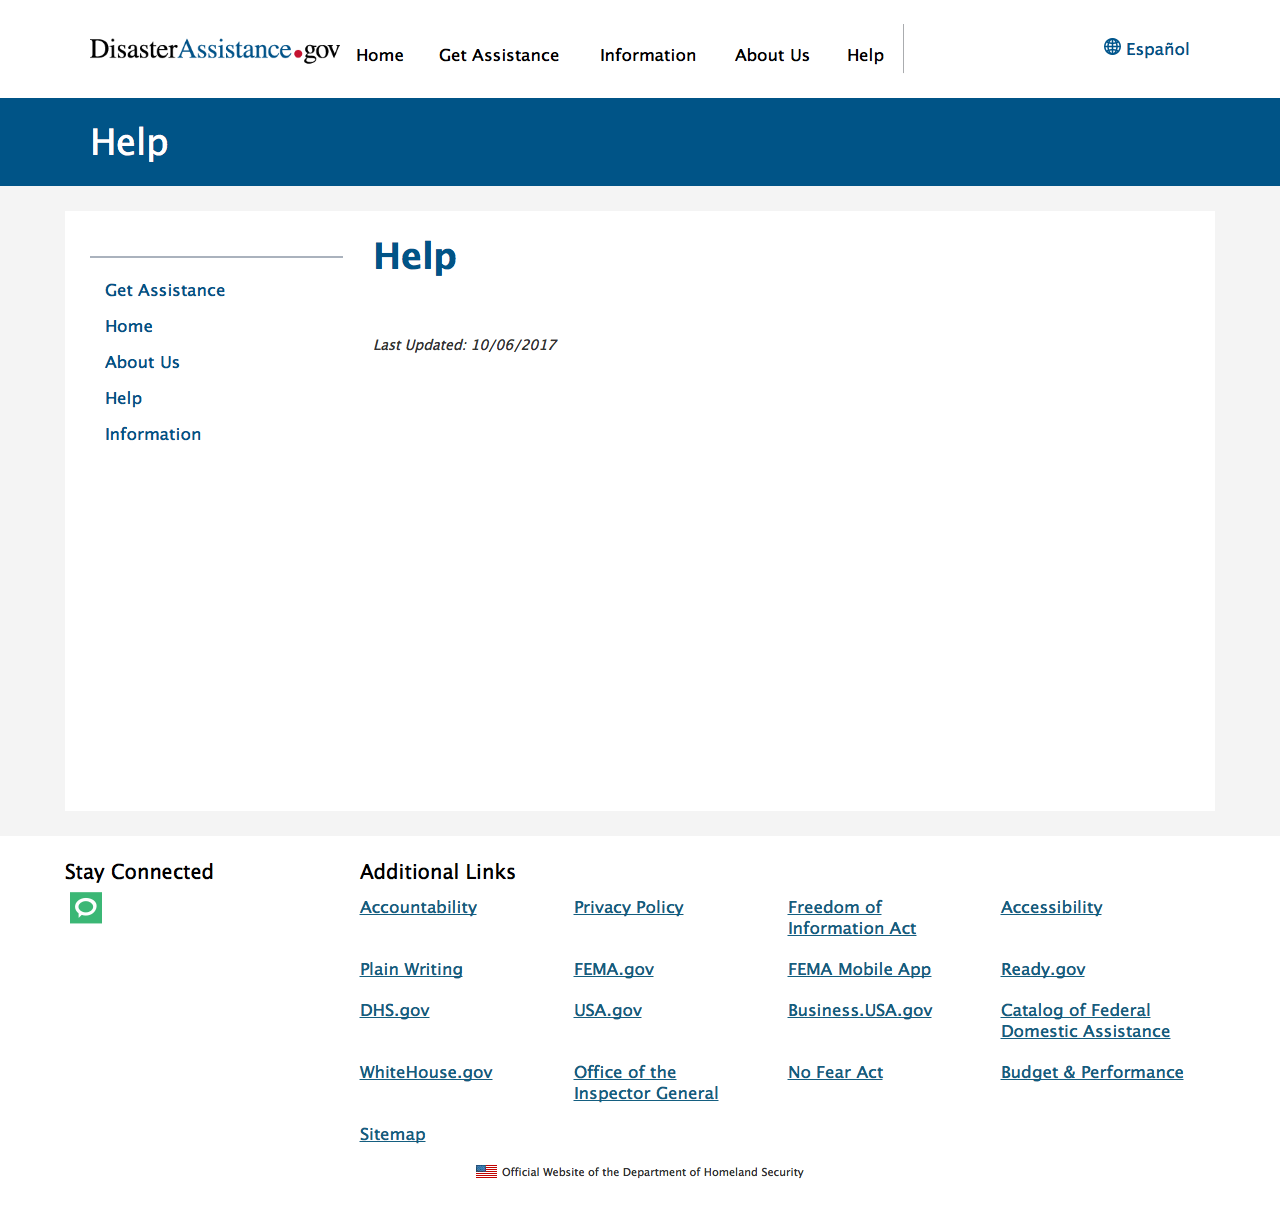 DisasterAssistance.gov Home Get Assistance Information About Us Help Español
Help
Help
Get Assistance
Home
About Us
Help
Information
Last Updated: 10/06/2017
Stay Connected
Additional Links
Accountability Privacy Policy Freedom of Accessibility
Information Act
Plain Writing FEMA.gov FEMA Mobile App Ready.gov
DHS.gov USA.gov Business.USA.gov Catalog of Federal
Domestic Assistance
WhiteHouse.gov Office of the No Fear Act Budget & Performance
Inspector General
Sitemap
Official Website of the Department of Homeland Security